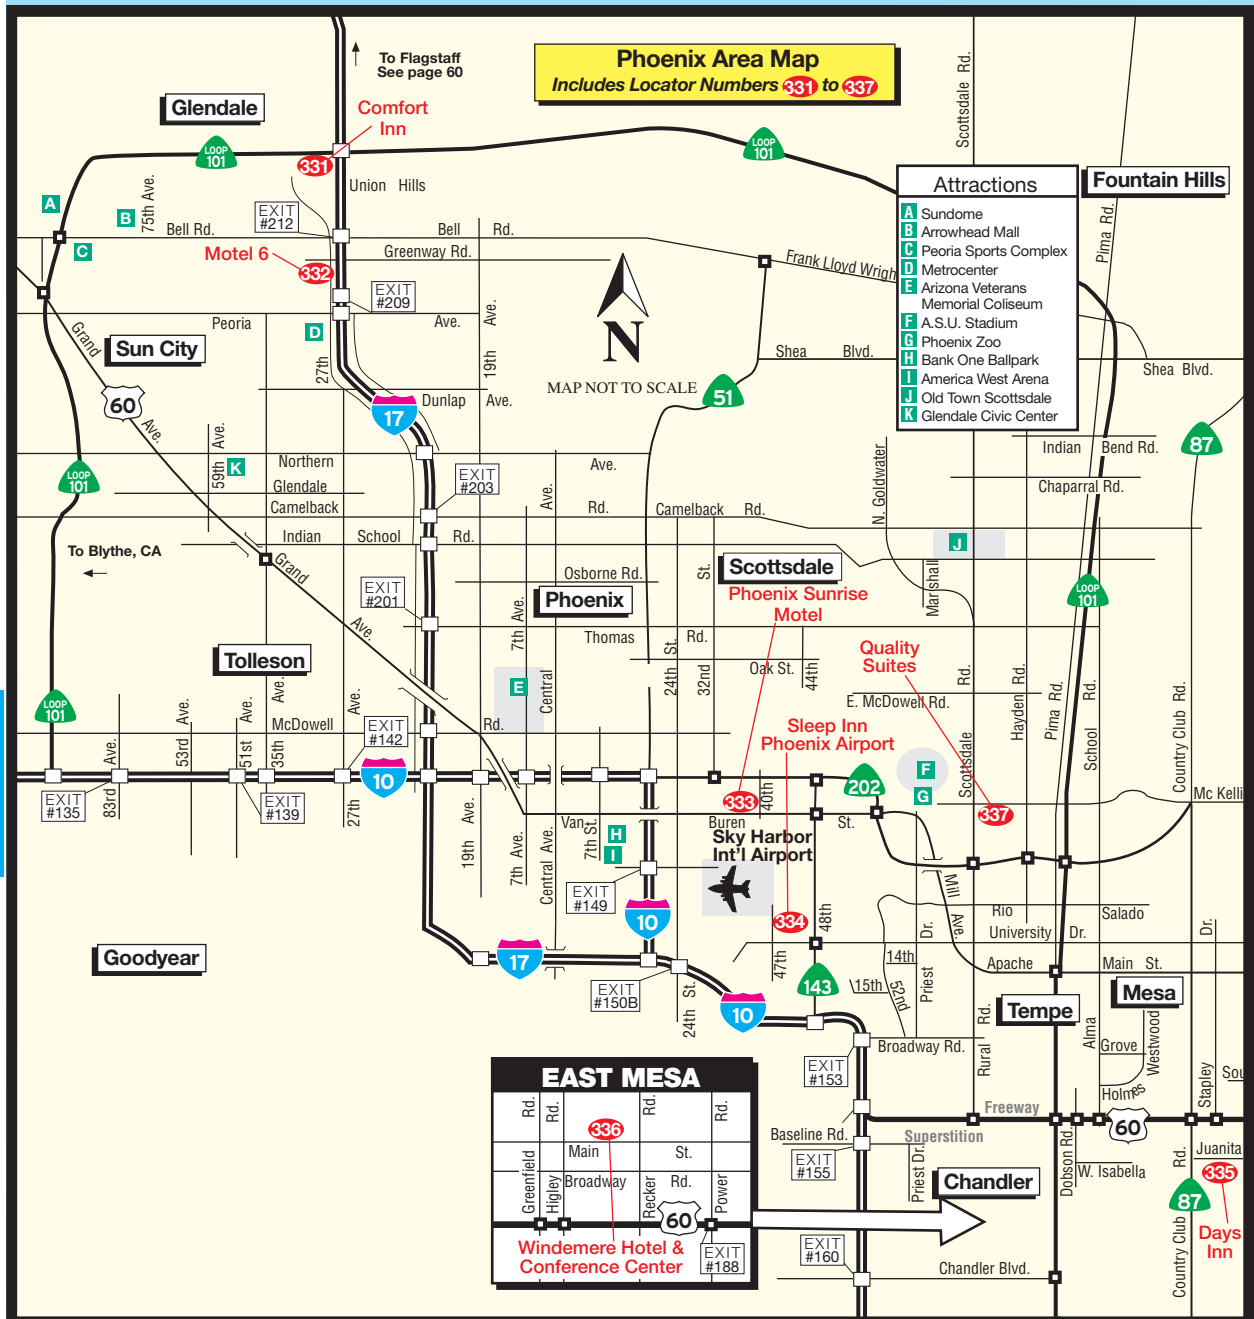 Phoenix Area Map
Includes Locator Numbers 331 to 337
To Flagstaff
See page 60
Glendale
Comfort
Inn
331
LOOP
101
LOOP
101
Scottsdale Rd.
Attractions
A Sundome
B Arrowhead Mall
C Peoria Sports Complex
D Metrocenter
E Arizona Veterans
Memorial Coliseum
F A.S.U. Stadium
G Phoenix Zoo
H Bank One Ballpark
I America West Arena
J Old Town Scottsdale
K Glendale Civic Center
Fountain Hills
Pima Rd.
Union Hills
A
B
75th Ave.
EXIT
#212
Bell Rd.
Bell Rd.
C
Motel 6
332
Greenway Rd.
Frank Lloyd Wrigh
EXIT
#209
Peoria Ave.
19th Ave.
D
N
MAP NOT TO SCALE
Sun City
Grand Ave.
60
27th
Shea Blvd.
Shea Blvd.
51
Dunlap Ave.
17
87
Indian Bend Rd.
59th Ave.
K
Northern Ave.
LOOP
101
EXIT
#203
Glendale
Chaparral Rd.
N. Goldwater
Camelback Rd.
Camelback Rd.
Indian School Rd.
J
To Blythe, CA
Grand Ave.
Scottsdale
Osborne Rd.
Phoenix
Phoenix Sunrise
Motel
EXIT
#201
Marshall
LOOP
101
7th Ave.
Thomas Rd.
24th St.
32nd St.
Oak St.
44th
Quality
Suites
Tolleson
E
Central
E. McDowell Rd.
LOOP
101
McDowell Rd.
EXIT
#142
Sleep Inn
Phoenix Airport
83rd Ave.
53rd Ave.
51st Ave.
35th Ave.
27th Ave.
Scottsdale Rd.
Hayden Rd.
Pima Rd.
School Rd.
Country Club Rd.
10
EXIT
#135
EXIT
#139
202
F
G
333
40th
337
Mc Kelli
19th Ave.
7th Ave.
Central Ave.
7th St.
Van Buren St.
H
I
Sky Harbor
Int'l Airport
EXIT
#149
10
334
48th
47th
Mill Ave.
Rio Salado
University Dr.
Goodyear
17
EXIT
#150B
24th St.
10
143
14th
15th
52nd
Priest Dr.
Apache
Main St.
Tempe
Mesa
Rural Rd.
Alma
Grove
Westwood
Stapley Dr.
Sou
Broadway Rd.
EXIT
#153
Holmes
Freeway
Superstition
60
Baseline Rd.
EXIT
#155
Priest Dr.
Dobson Rd.
W. Isabella
Juanita
335
Days
Inn
87
Country Club Rd.
Chandler
EXIT
#160
Chandler Blvd.
EAST MESA
Greenfield Rd.
Higley Rd.
Recker Rd.
Power Rd.
336
Main St.
Broadway Rd.
60
Windemere Hotel &
Conference Center
EXIT
#188